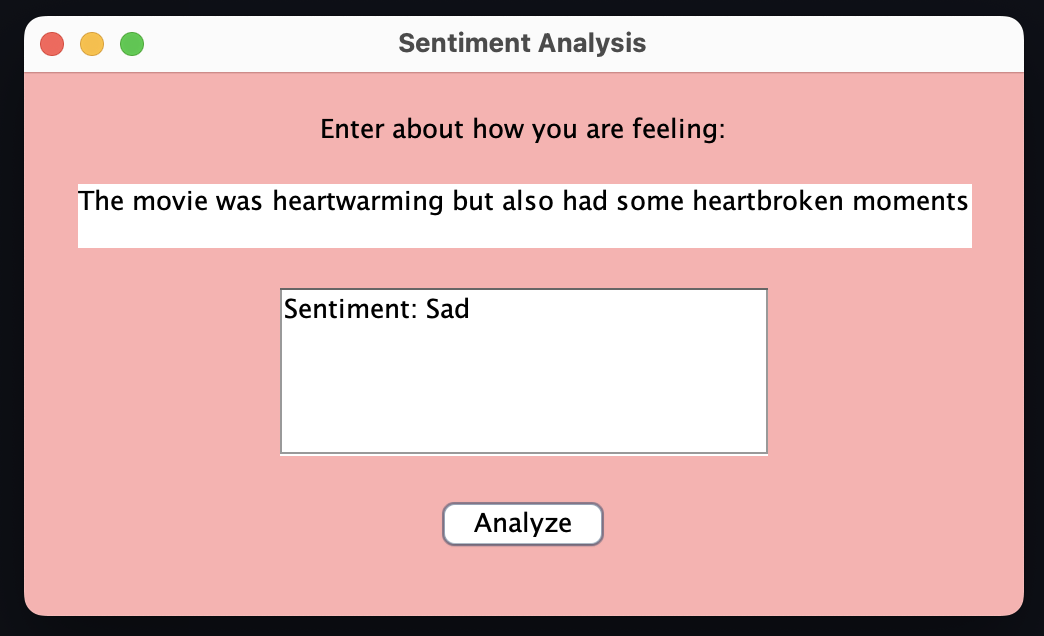 Sentiment Analysis
Enter about how you are feeling:
The movie was heartwarming but also had some heartbroken moments
Sentiment: Sad
Analyze